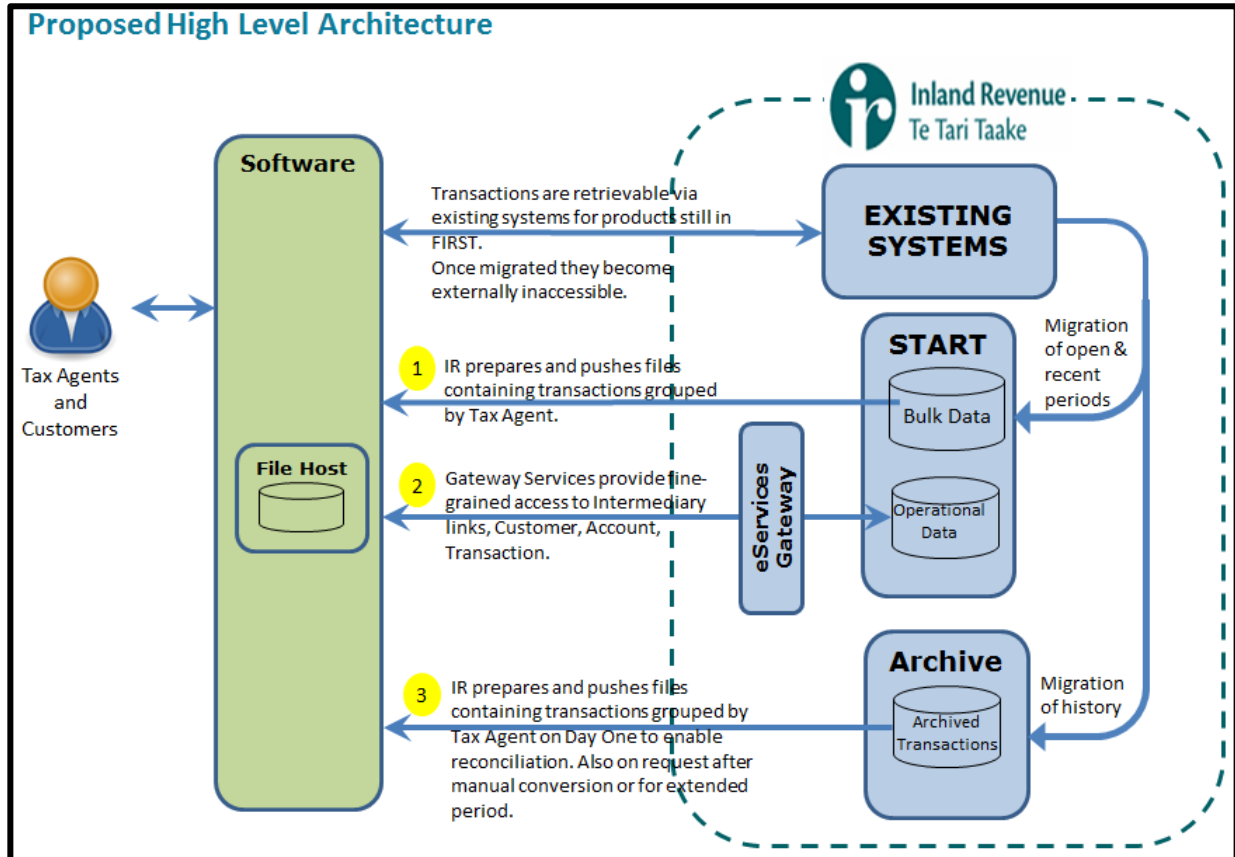 Proposed High Level Architecture
ir
Inland Revenue
Te Tari Taake
Software
Transactions are retrievable via
existing systems for products still in
FIRST.
Once migrated they become
externally inaccessible.
EXISTING
SYSTEMS
Tax Agents
and
Customers
1
IR prepares and pushes files
containing transactions grouped
by Tax Agent.
START
Bulk Data
Migration
of open &
recent
periods
File Host
2
Gateway Services provide fine-
grained access to Intermediary
links, Customer, Account,
Transaction.
eServices
Gateway
Operational
Data
3
IR prepares and pushes files
containing transactions grouped by
Tax Agent on Day One to enable
reconciliation. Also on request after
manual conversion or for extended
period.
Archive
Archived
Transactions
Migration
of history